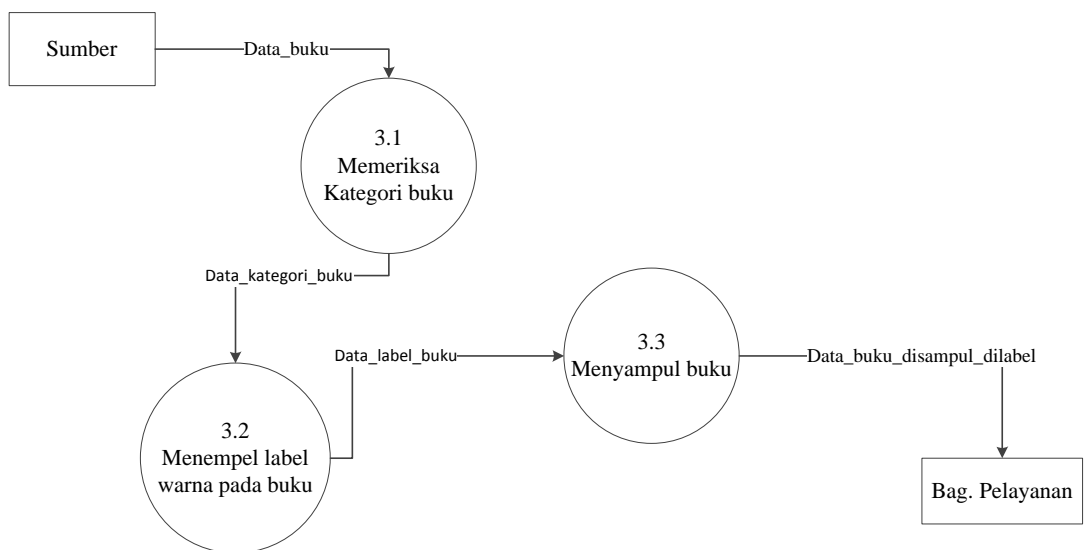 Sumber
Data_buku
3.1
Memeriksa
Kategori buku
Data_kategori_buku
3.2
Menempel label
warna pada buku
Data_label_buku
3.3
Menyampul buku
Data_buku_disampul_dilabel
Bag. Pelayanan